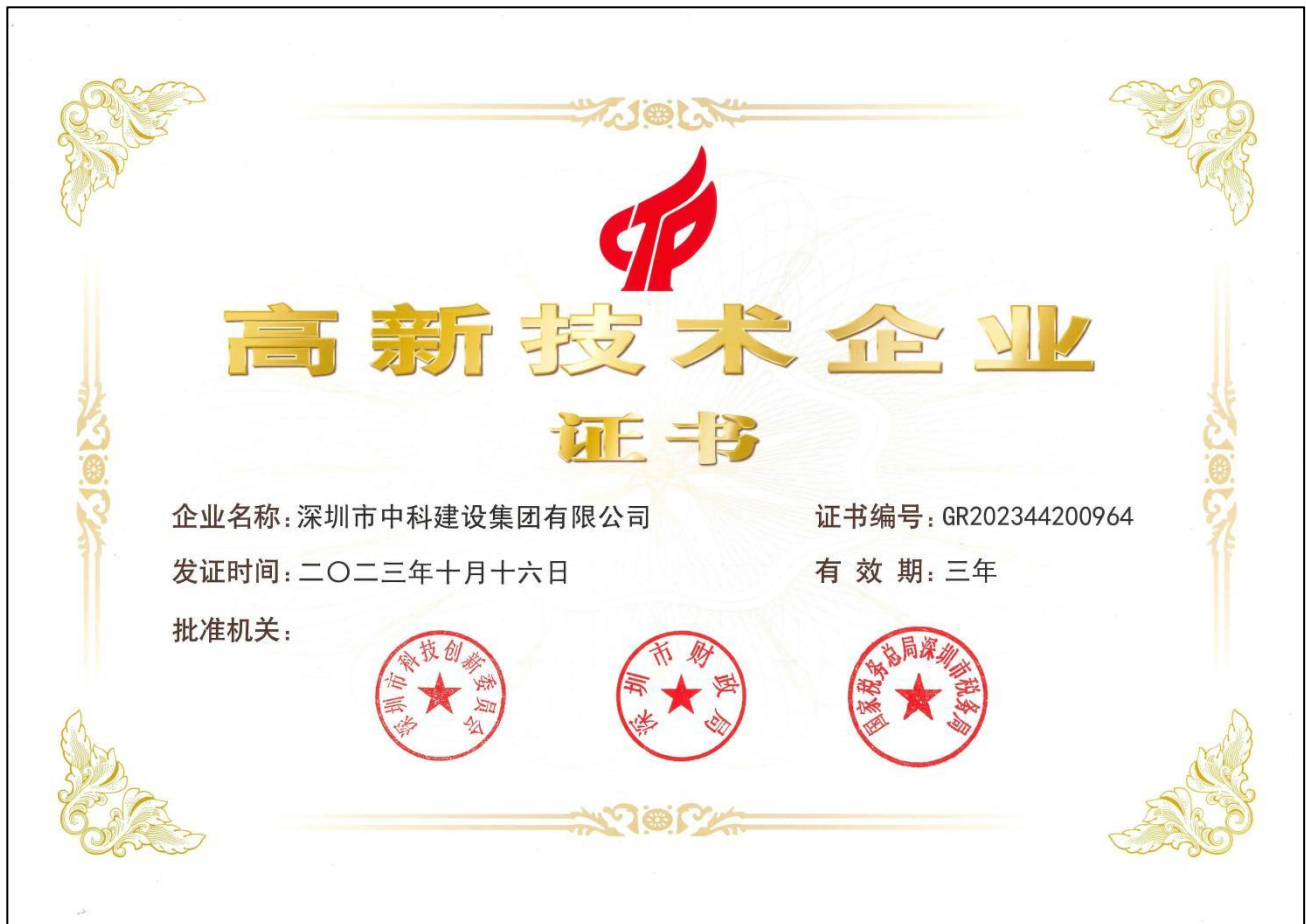 CTP
高新技术企业
证书
企业名称:深圳市中科建设集团有限公司
证书编号:GR202344200964
发证时间:二〇二三年十月十六日
有 效 期:三年
批准机关:
深圳市科技创新委员会
深圳市财政局
国家税务总局深圳市税务局